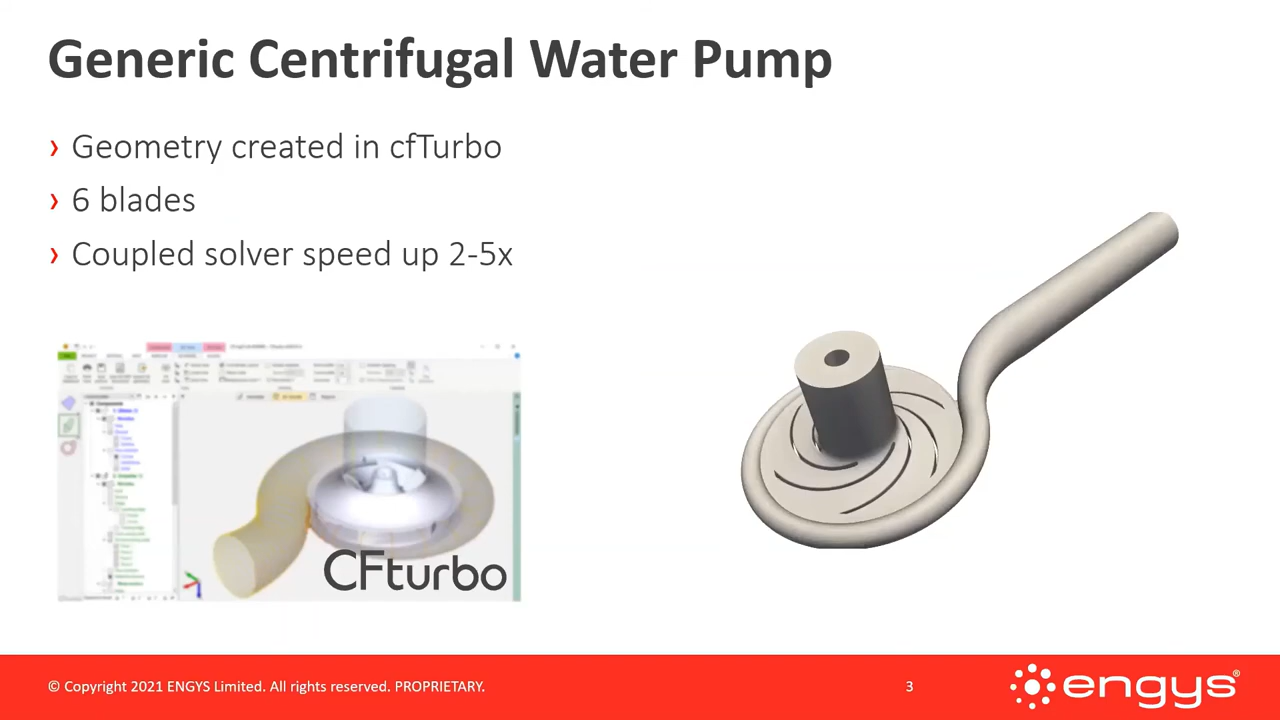 Generic Centrifugal Water Pump
› Geometry created in cfTurbo
› 6 blades
› Coupled solver speed up 2-5x
CFturbo
© Copyright 2021 ENGYS Limited. All rights reserved. PROPRIETARY.
3
engys®